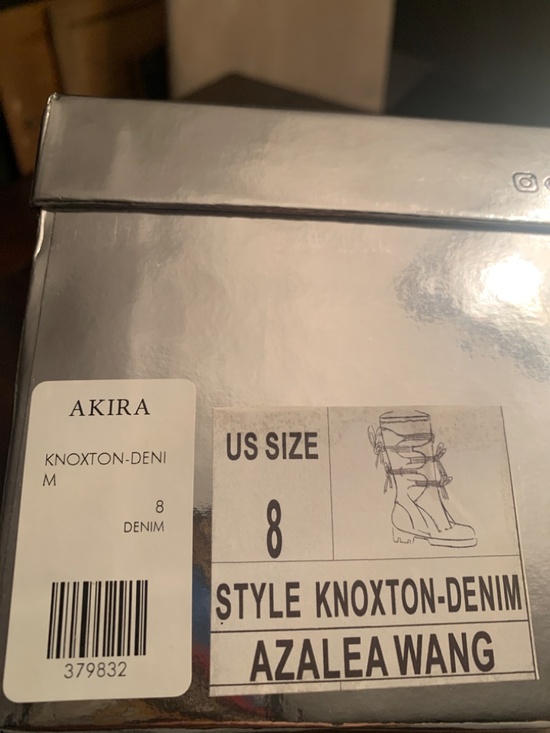 AKIRA
KNOXTON-DENI
M
8
DENIM
379832
US SIZE
8
STYLE KNOXTON-DENIM
AZALEA WANG